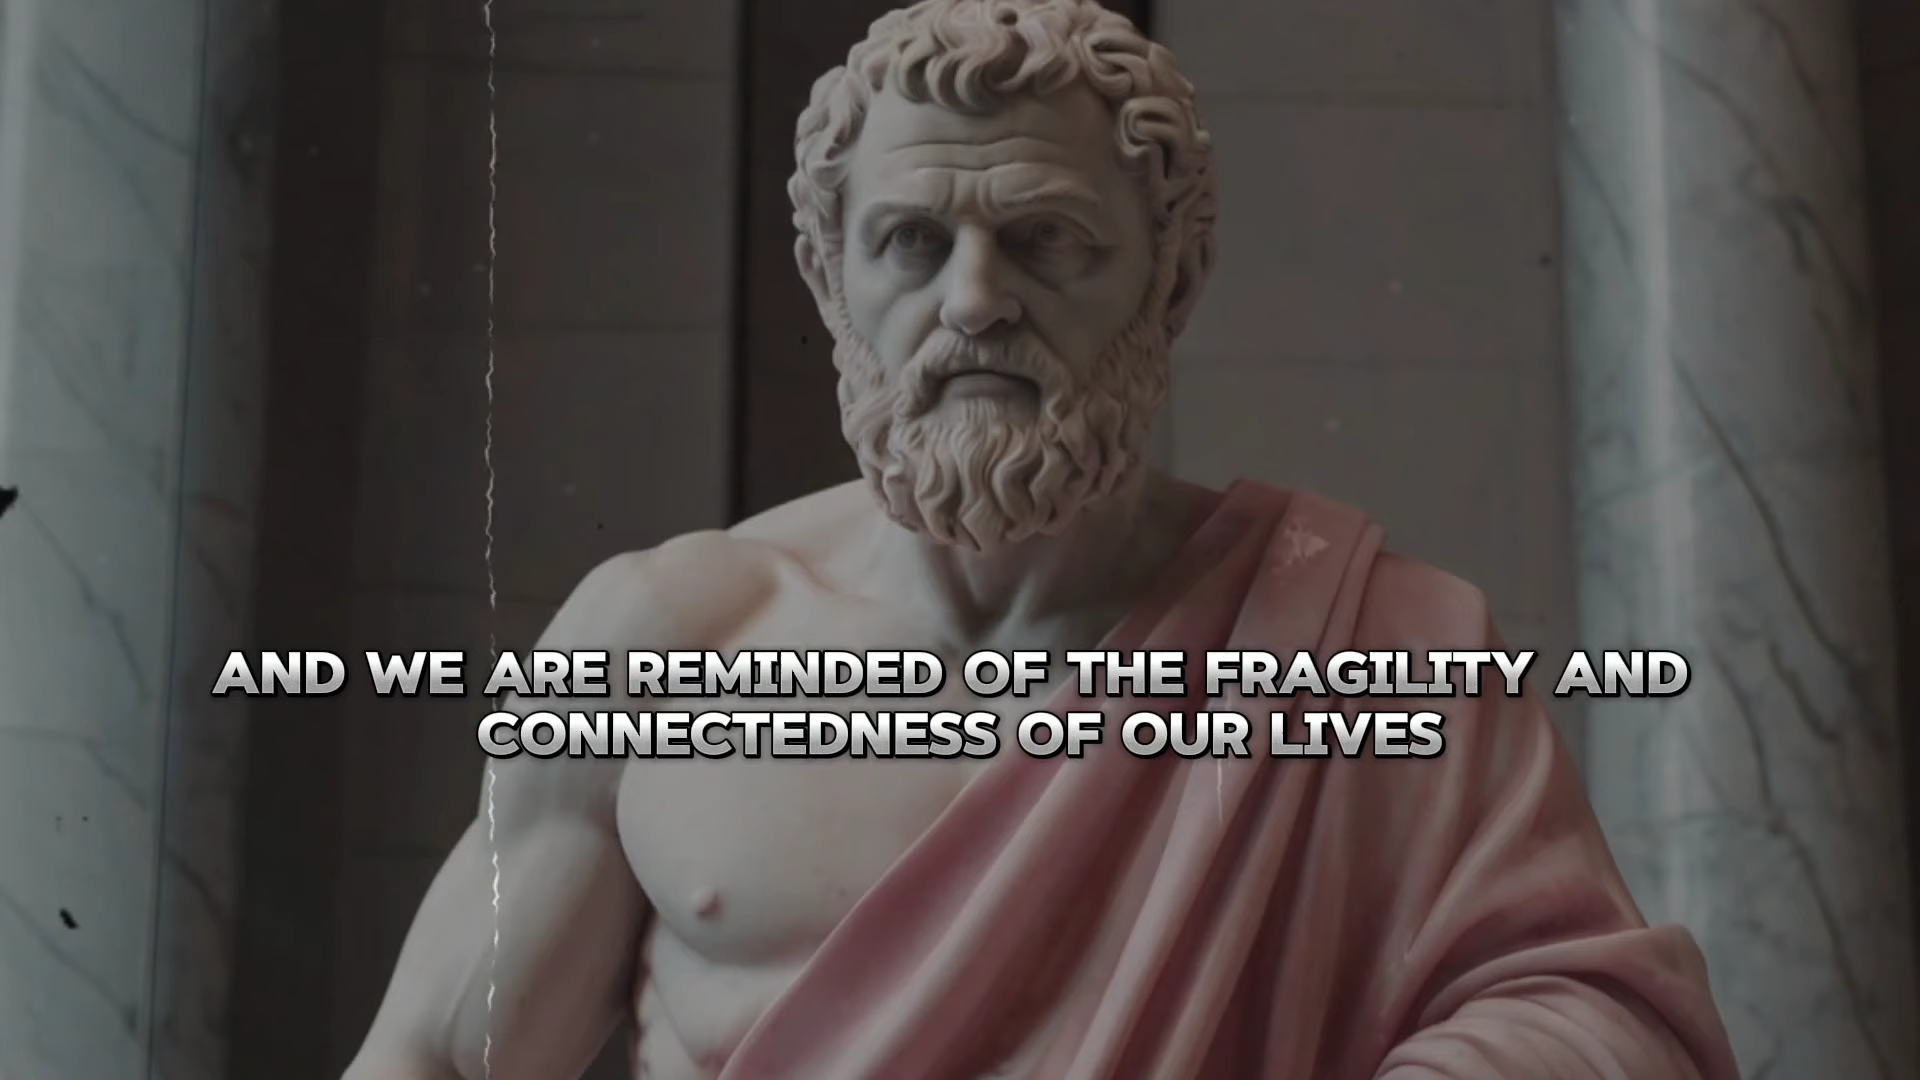 AND WE ARE REMINDED OF THE FRAGILITY AND
CONNECTEDNESS OF OUR LIVES